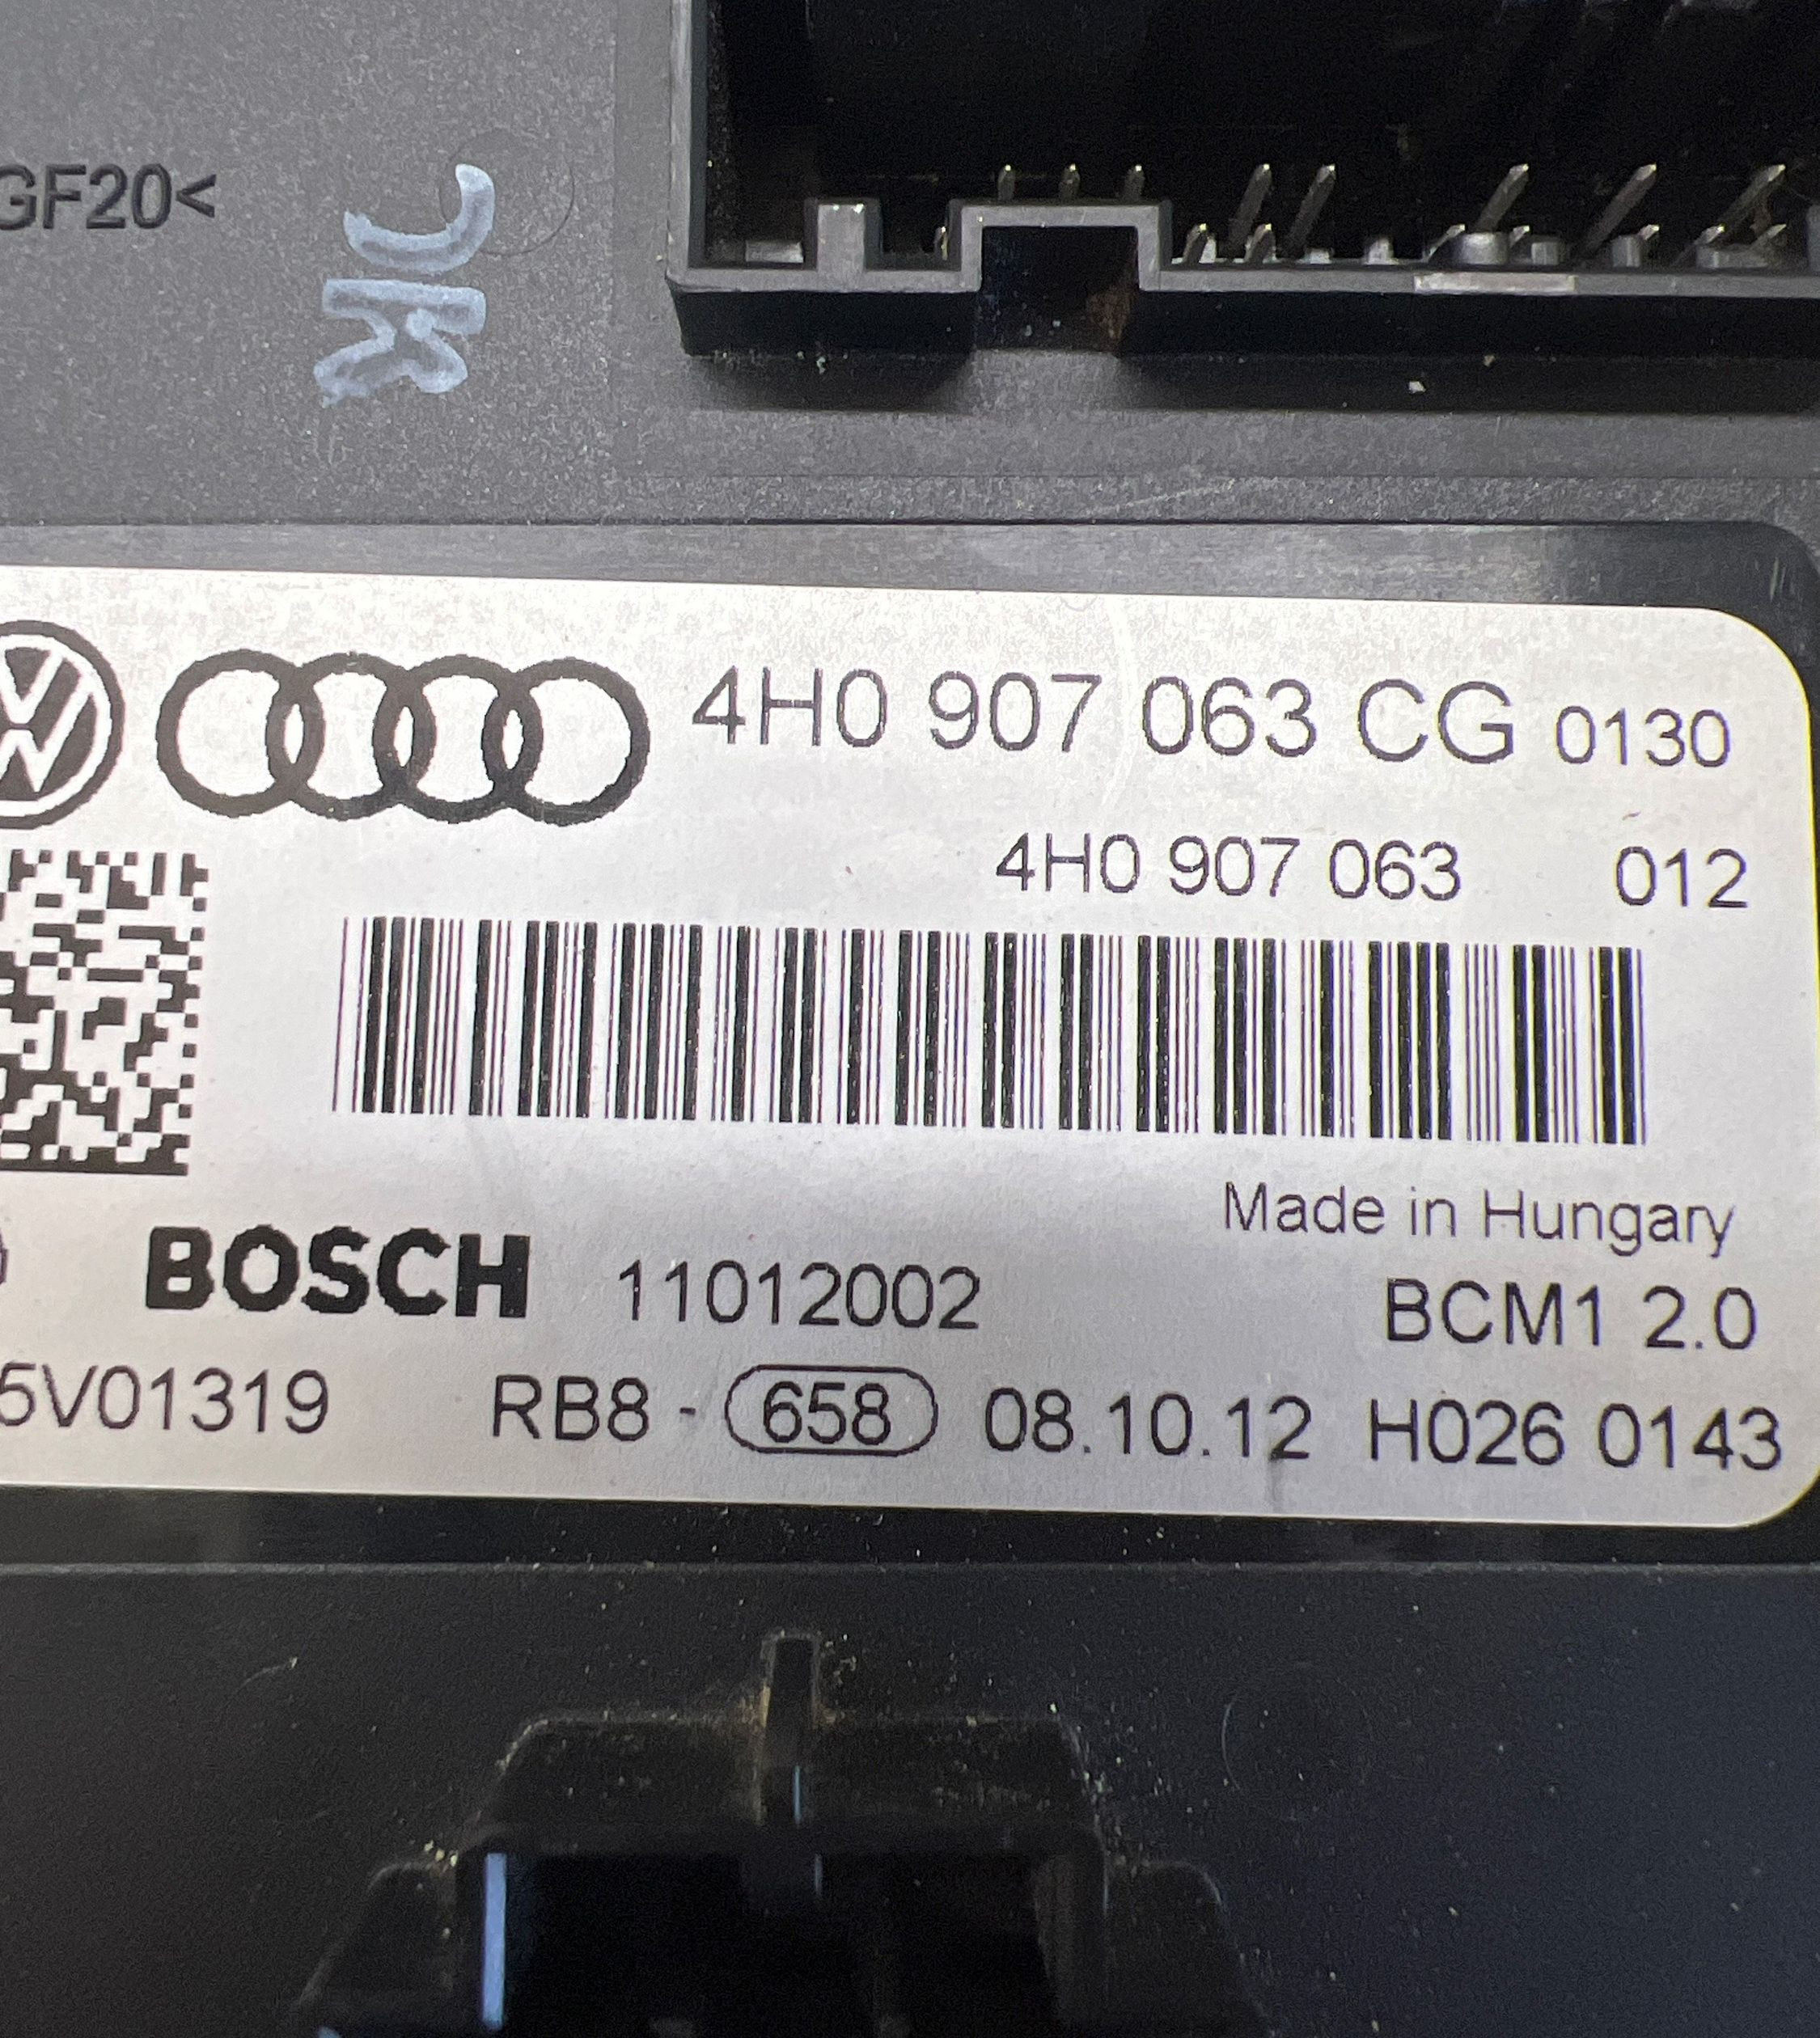 GF20<
JK
4H0 907 063 CG 0130
4H0 907 063 012
Made in Hungary
BOSCH 11012002 BCM1 2.0
5V01319 RB8 - 658 08.10.12 H026 0143